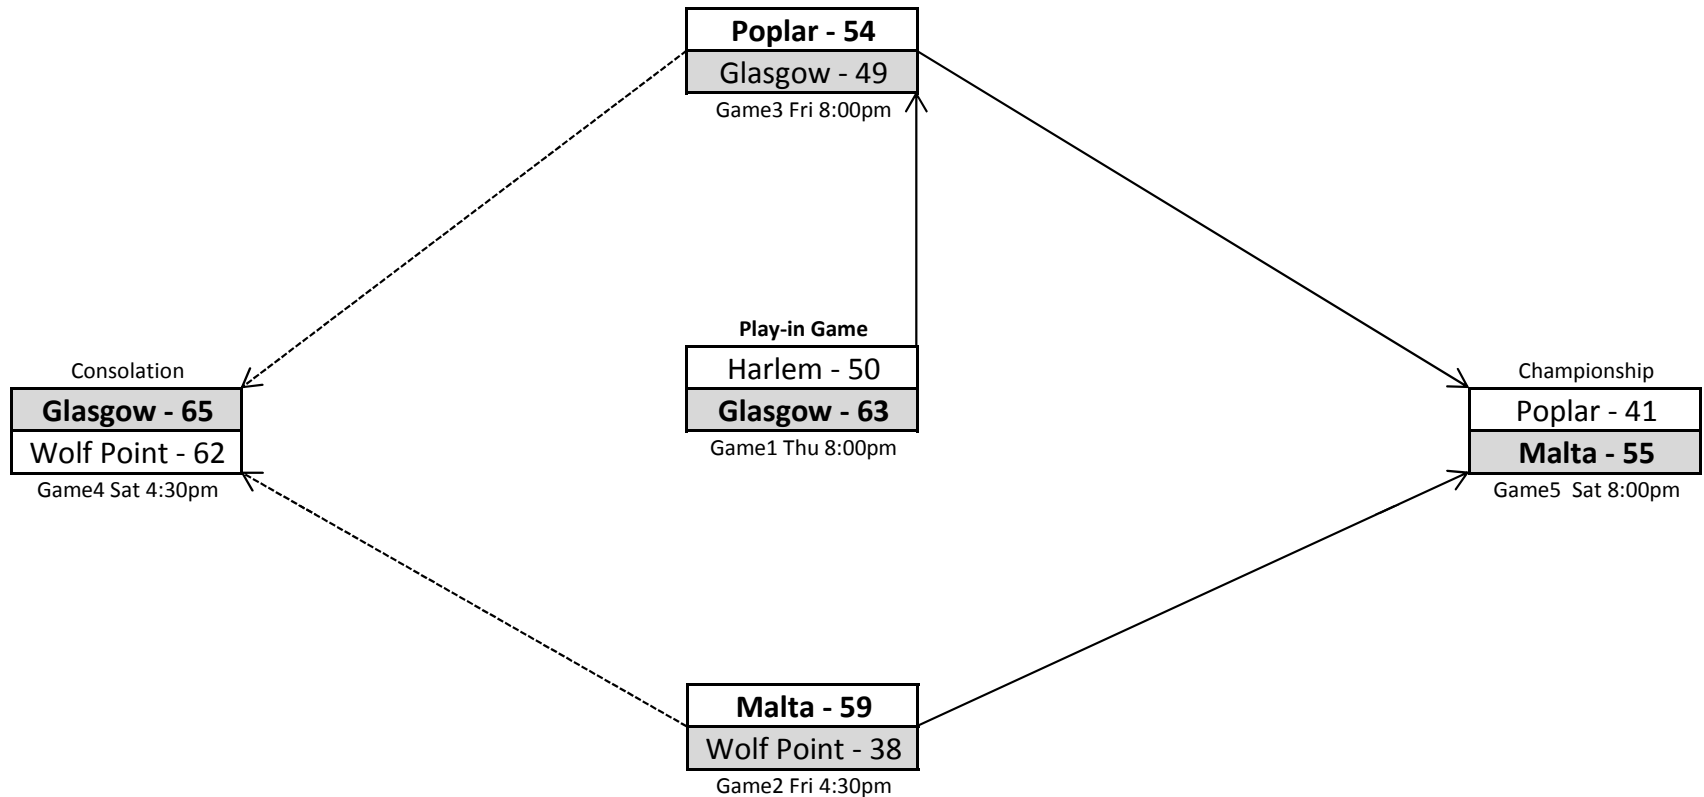 Poplar - 54
Glasgow - 49
Game3 Fri 8:00pm
Play-in Game
Harlem - 50
Glasgow - 63
Game1 Thu 8:00pm
Consolation
Glasgow - 65
Wolf Point - 62
Game4 Sat 4:30pm
Championship
Poplar - 41
Malta - 55
Game5  Sat 8:00pm
Malta - 59
Wolf Point - 38
Game2 Fri 4:30pm